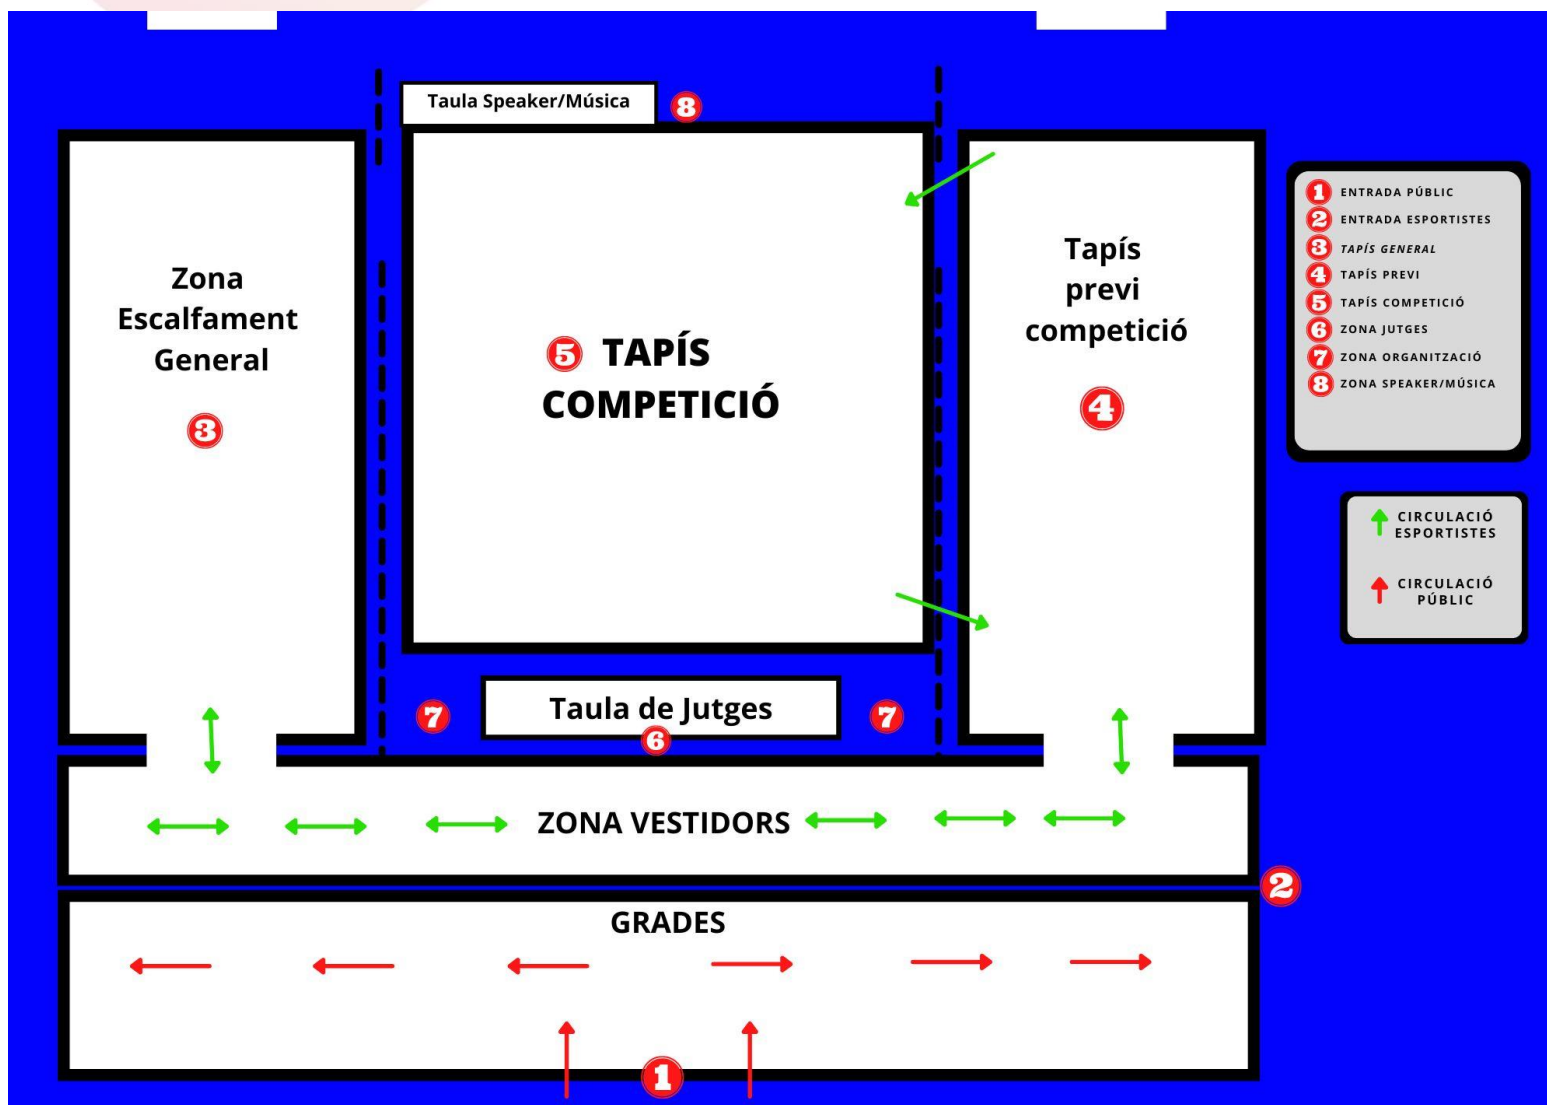 Taula Speaker/Música
8
Zona
Escalfament
General
3
5 TAPÍS
COMPETICIÓ
Tapís
previ
competició
4
1 ENTRADA PÚBLIC
2 ENTRADA ESPORTISTES
3 TAPÍS GENERAL
4 TAPÍS PREVI
5 TAPÍS COMPETICIÓ
6 ZONA JUTGES
7 ZONA ORGANITZACIÓ
8 ZONA SPEAKER/MÚSICA
CIRCULACIÓ
ESPORTISTES
CIRCULACIÓ
PÚBLIC
7
Taula de Jutges
7
6
ZONA VESTIDORS
2
GRADES
1